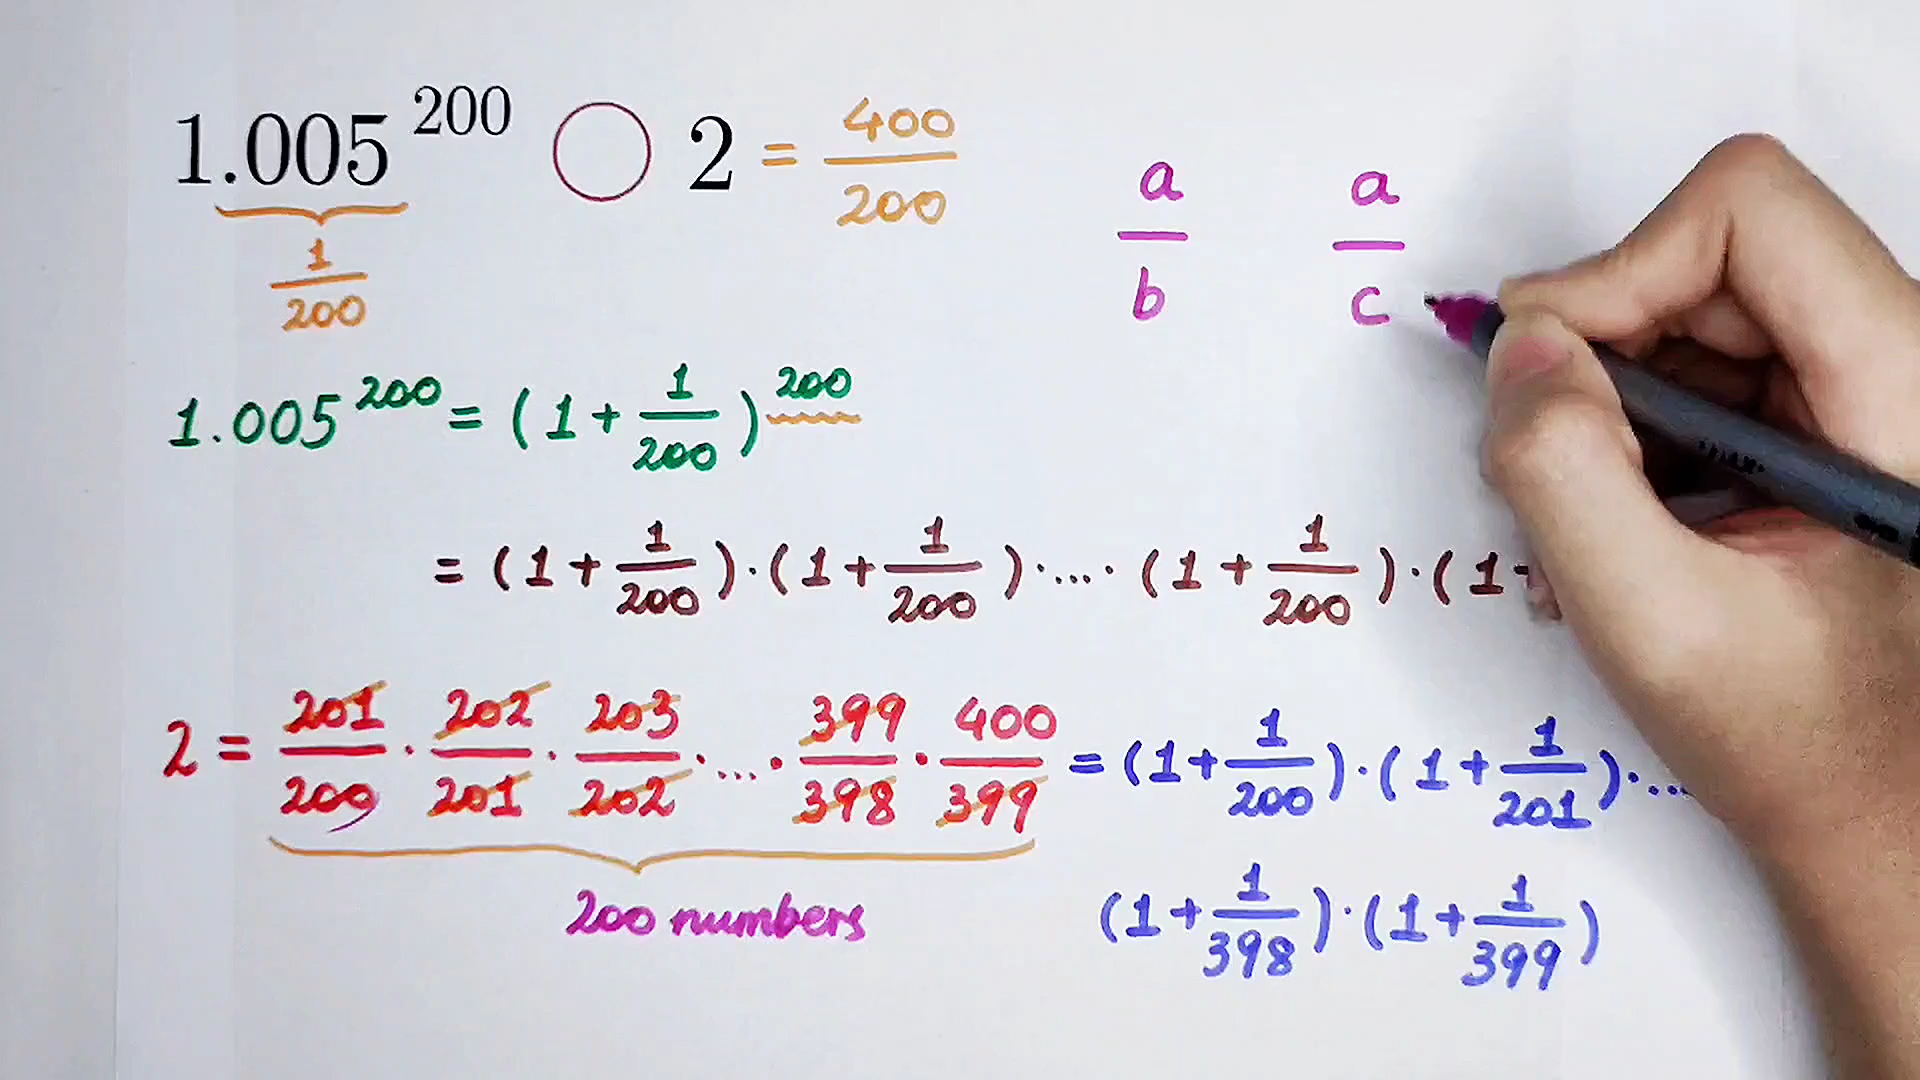 1.005^200 ◯ 2 = 400/200
1/200
a/b a/c
1.005^200 = (1 + 1/200)^200
= (1 + 1/200) · (1 + 1/200) · .... · (1 + 1/200) · (1 +
2 = 201/200 · 202/201 · 203/202 · .... · 399/398 · 400/399 = (1 + 1/200) · (1 + 1/201) · ...
200 numbers
(1 + 1/398) · (1 + 1/399)